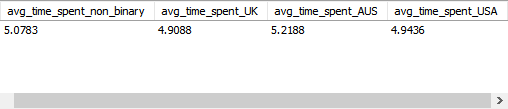 avg_time_spent_non_binary avg_time_spent_UK avg_time_spent_AUS avg_time_spent_USA
5.0783 4.9088 5.2188 4.9436